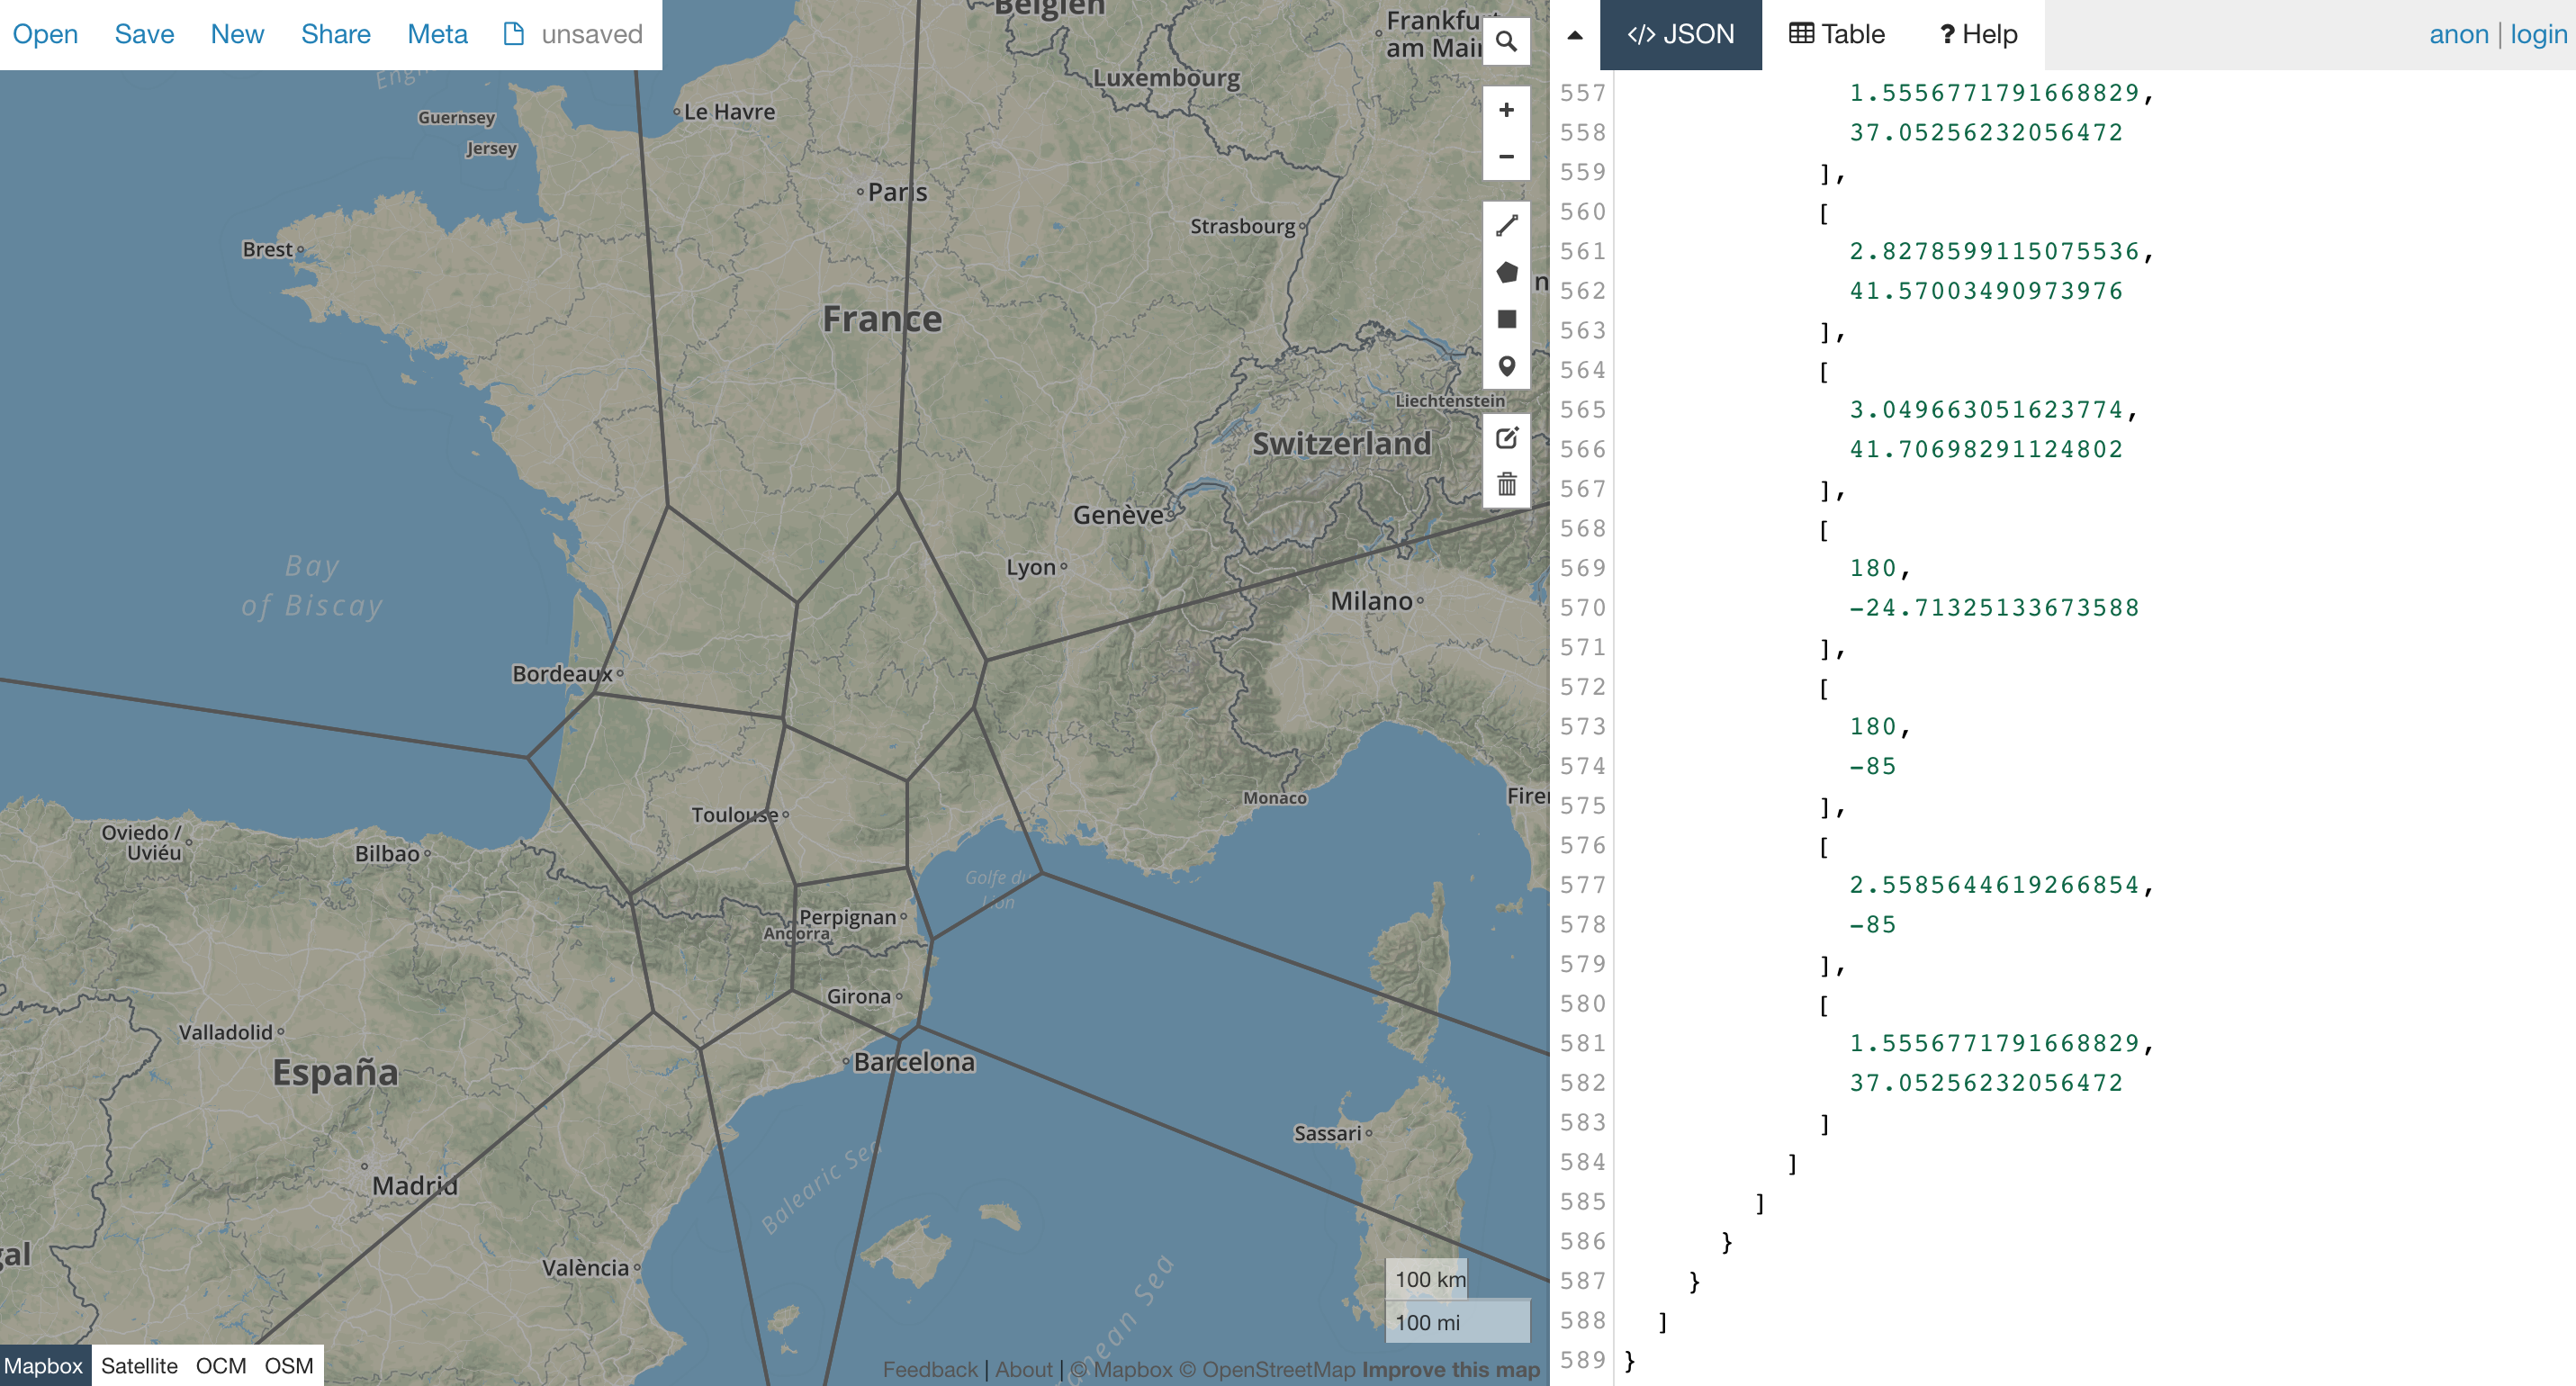 Open Save New Share Meta unsaved
</> JSON Table ? Help
anon | login
Belgien
Frankfu
am Mai
Luxembourg
Guernsey
Le Havre
Jersey
Paris
Strasbourg
Brest
France
Liechtenstein
Switzerland
Genève
Bay
of Biscay
Lyon
Milano
Bordeaux
Monaco
Firer
Toulouse
Oviedo /
Uviéu
Bilbao
Golfe du
Lion
Perpignan
Andorra
Girona
Valladolid
España
Barcelona
Sassari
Balearic Sea
Madrid
gal
València
nean Sea
100 km
100 mi
Mapbox Satellite OCM OSM
Feedback | About | © Mapbox © OpenStreetMap Improve this map
557 1.5556771791668829,
558 37.05256232056472
559 ],
560 [
561 2.8278599115075536,
562 41.57003490973976
563 ],
564 [
565 3.049663051623774,
566 41.70698291124802
567 ],
568 [
569 180,
570 -24.71325133673588
571 ],
572 [
573 180,
574 -85
575 ],
576 [
577 2.5585644619266854,
578 -85
579 ],
580 [
581 1.5556771791668829,
582 37.05256232056472
583 ]
584 ]
585 ]
586 }
587 }
588 ]
589 }